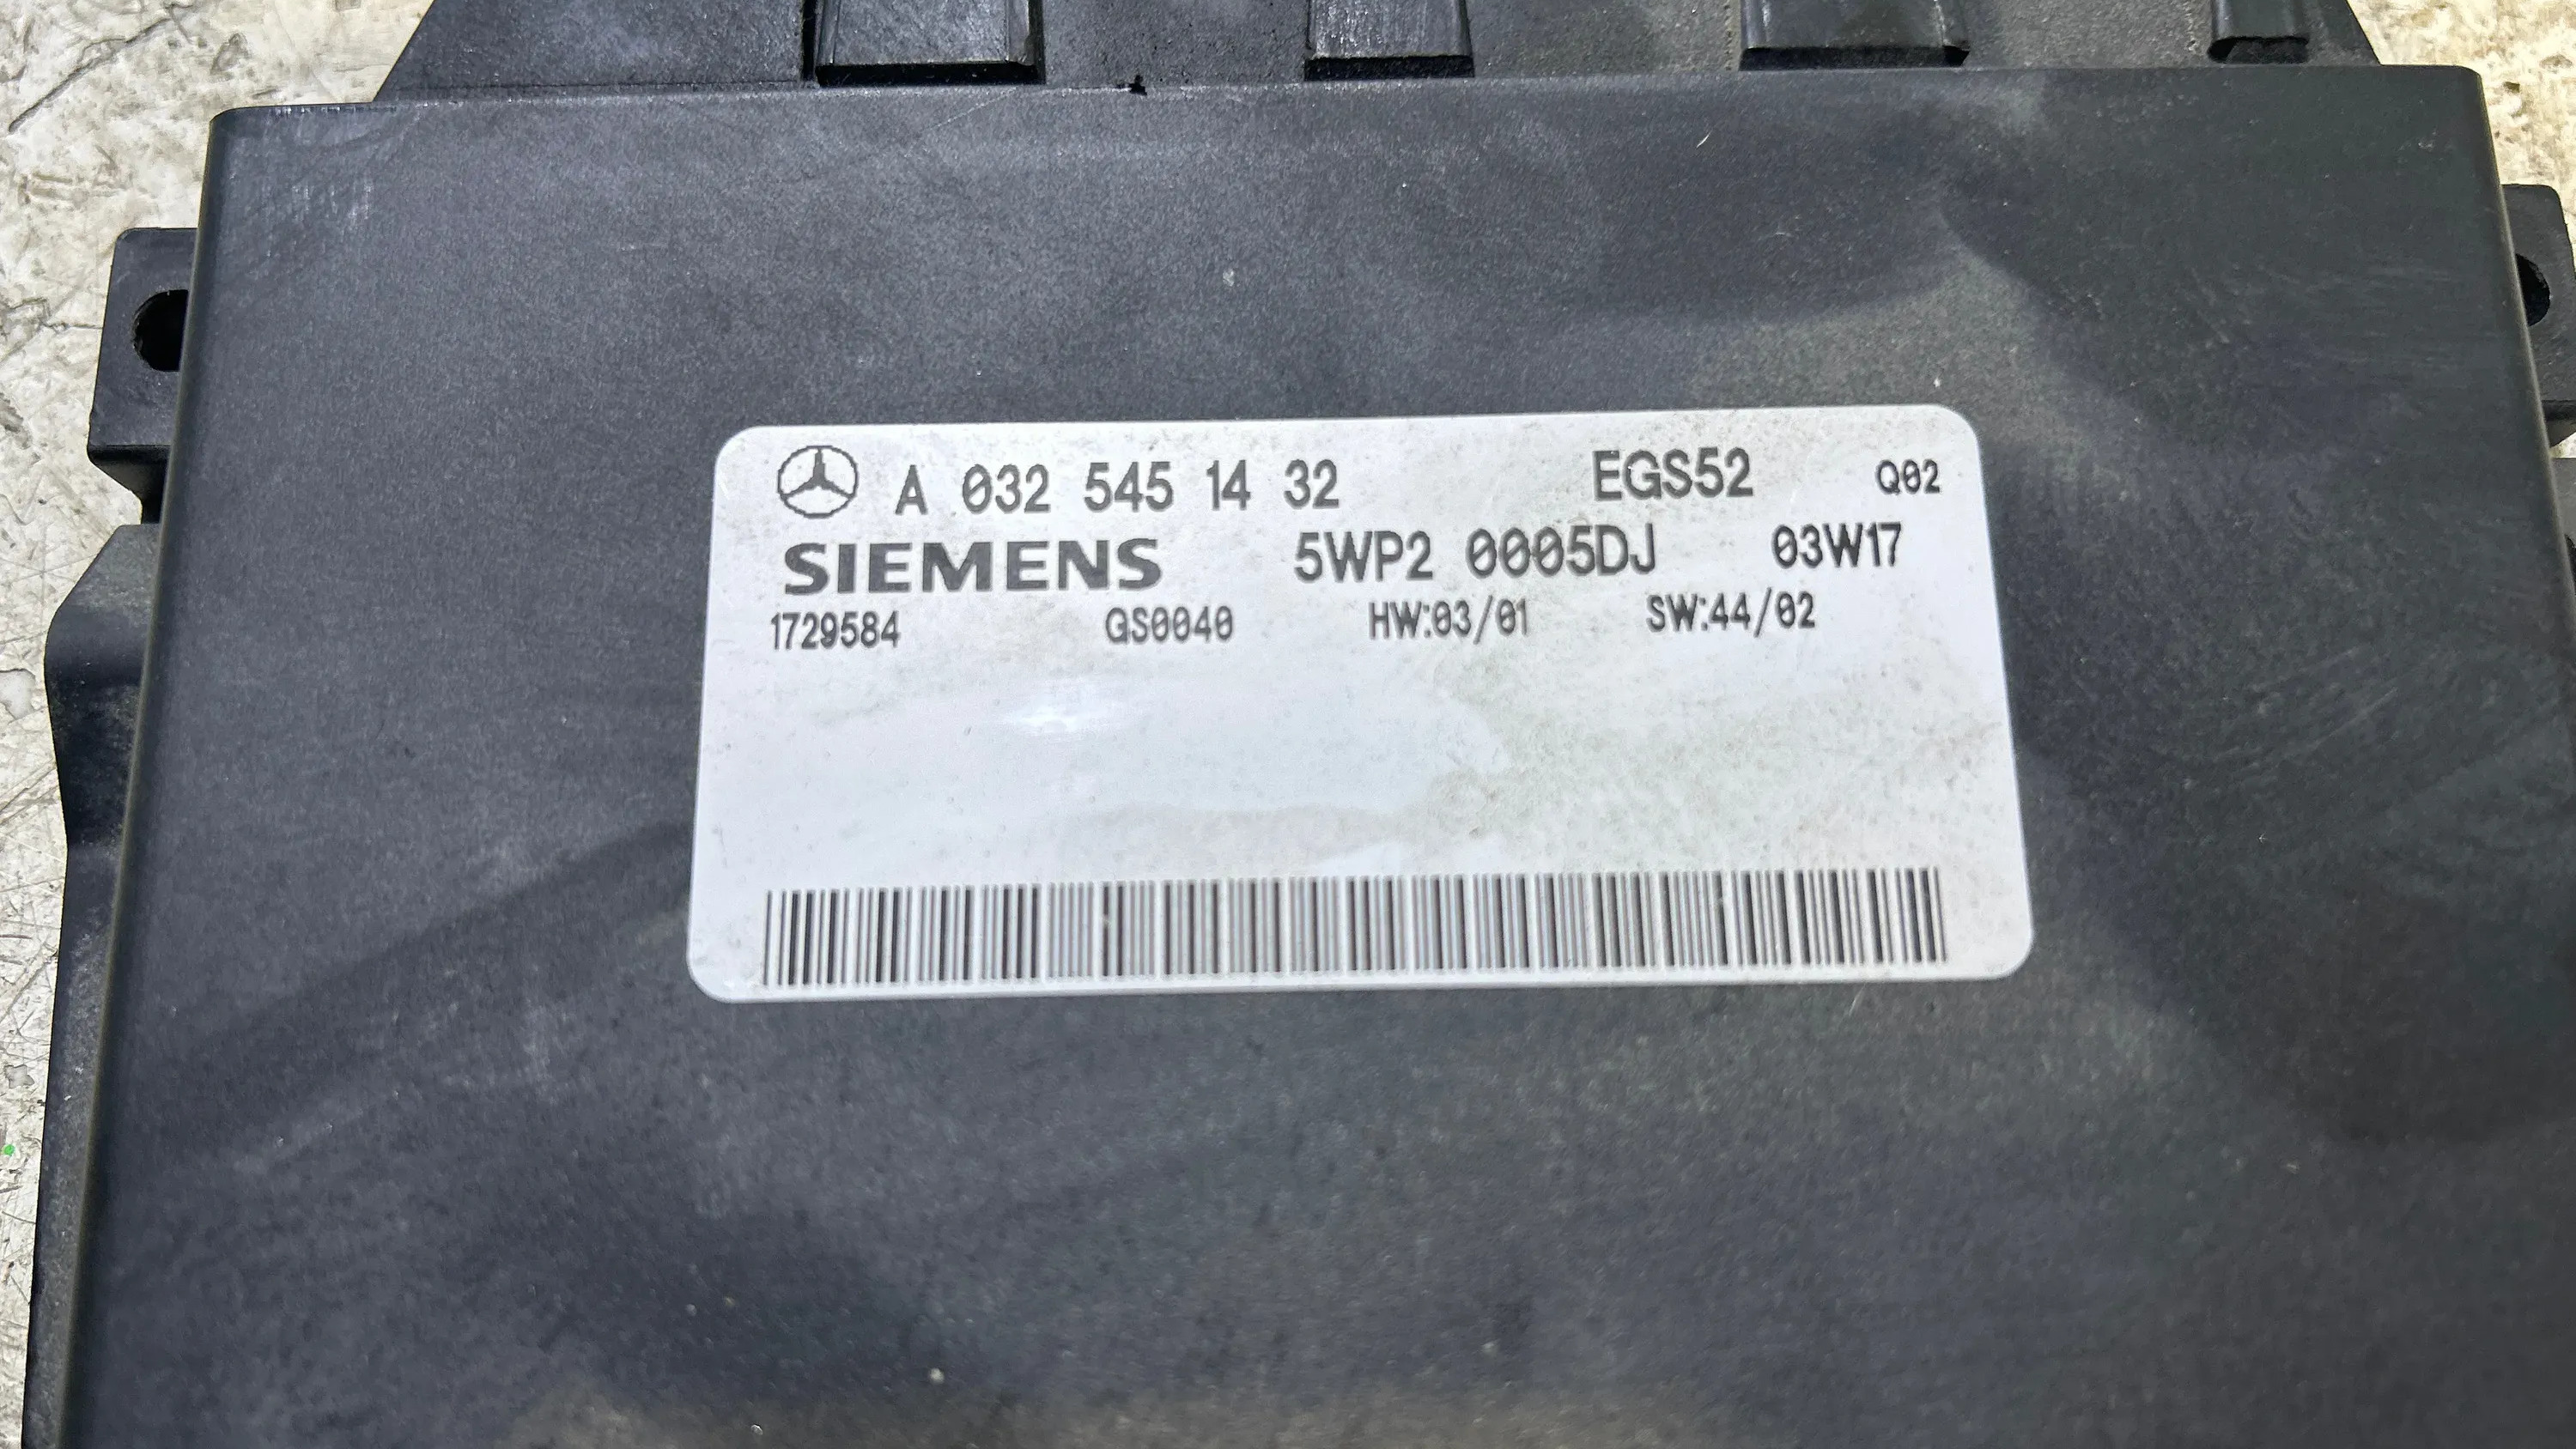 A 032 545 14 32 EGS52 Q02
SIEMENS 5WP2 0005DJ 03W17
1729584 GS0040 HW:03/01 SW:44/02